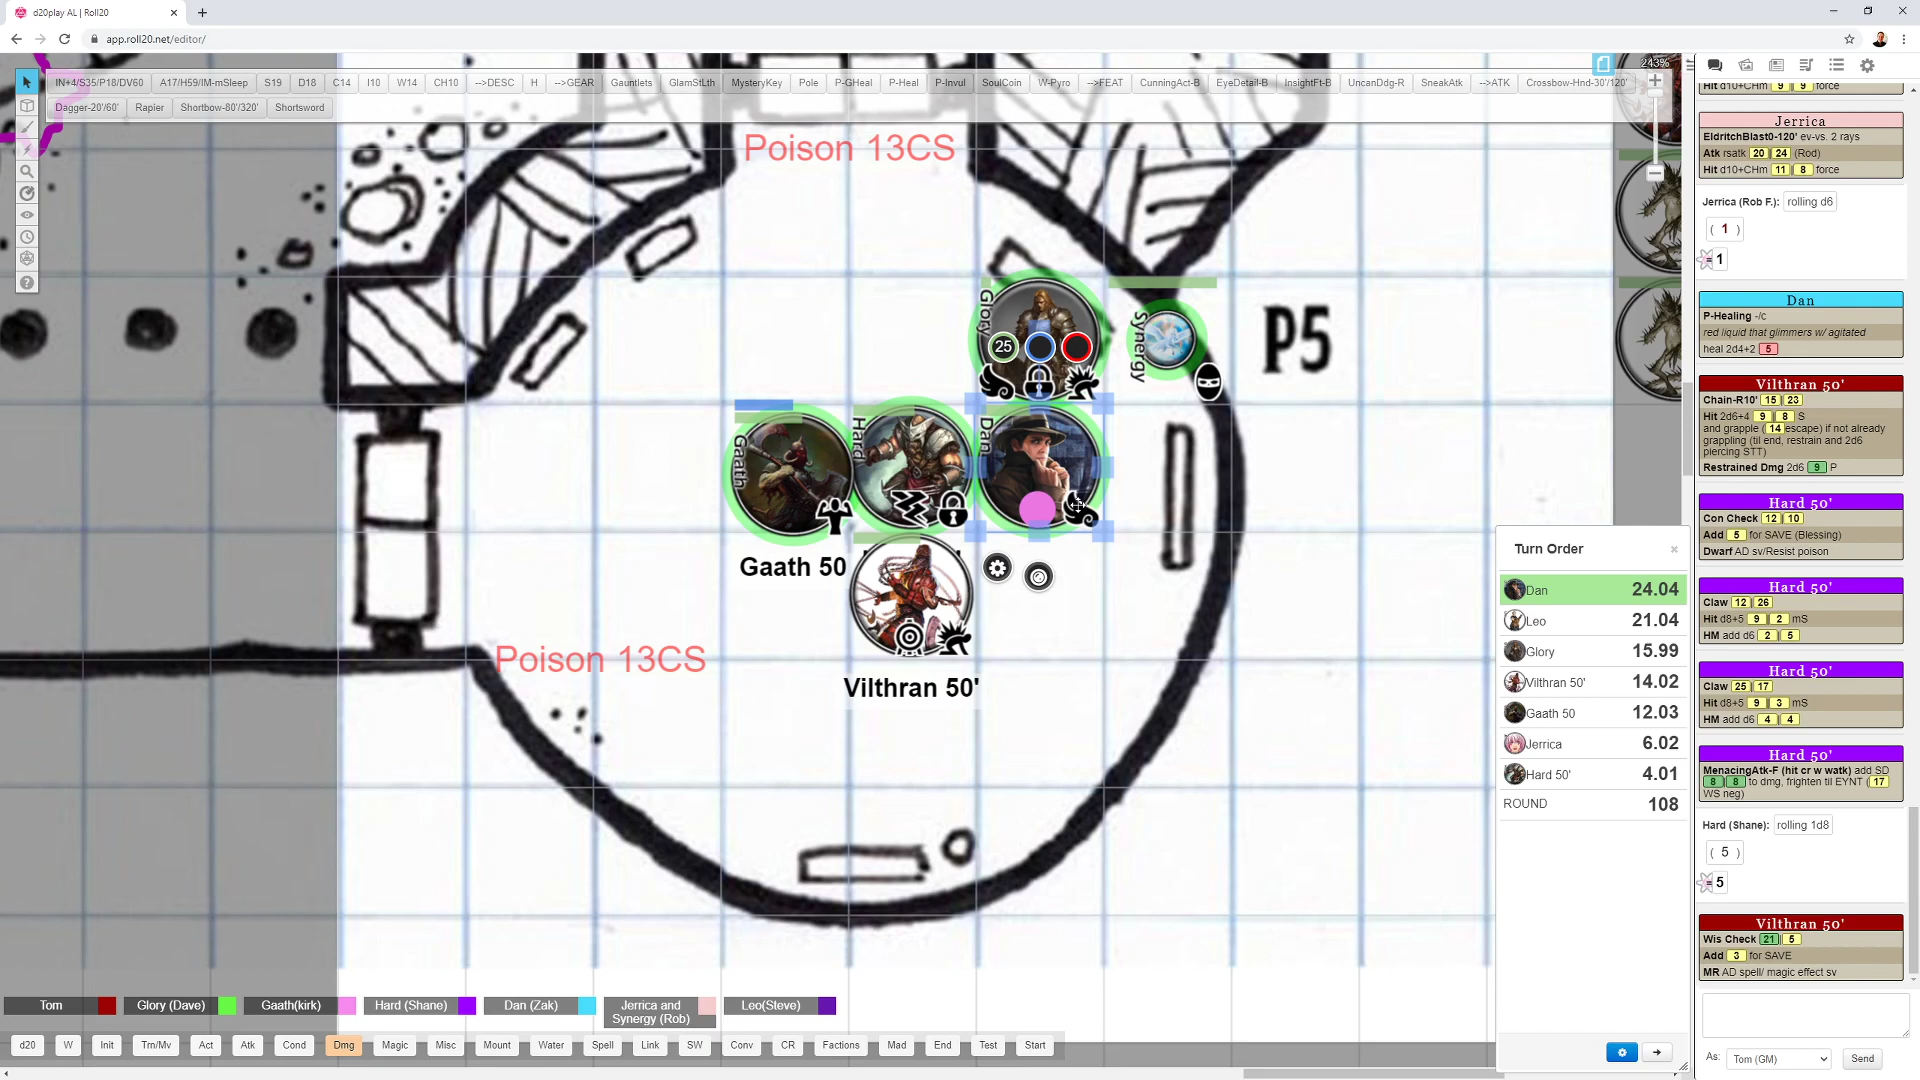 d20play AL | Roll20
app.roll20.net/editor/
IN+4/S35/P18/DV60 A17/H59/IM-mSleep S19 D18 C14 I10 W14 CH10 -->DESC H -->GEAR Gauntlets GlamStLth MysteryKey Pole P-GHeal P-Heal P-Invul SoulCoin W-Pyro -->FEAT CunningAct-B EyeDetail-B InsightFt-B UncanDdg-R SneakAtk -->ATK Crossbow-Hnd-30'/120'
Dagger-20'/60' Rapier Shortbow-80'/320' Shortsword
243%
Poison 13CS
P5
Glory
25
Synergy
Gaath
Hard
Dan
Gaath 50
Poison 13CS
Vilthran 50'
Turn Order
Dan 24.04
Leo 21.04
Glory 15.99
Vilthran 50' 14.02
Gaath 50 12.03
Jerrica 6.02
Hard 50' 4.01
ROUND 108
Hit d10+CHm 9 9 force
Jerrica
EldritchBlast0-120' ev-vs. 2 rays
Atk rsatk 20 24 (Rod)
Hit d10+CHm 11 8 force
Jerrica (Rob F.): rolling d6
( 1 )
= 1
Dan
P-Healing -/c
red liquid that glimmers w/ agitated
heal 2d4+2 5
Vilthran 50'
Chain-R10' 15 23
Hit 2d6+4 9 8 S
and grapple (14 escape) if not already
grappling (til end, restrain and 2d6
piercing STT)
Restrained Dmg 2d6 9 P
Hard 50'
Con Check 12 10
Add 5 for SAVE (Blessing)
Dwarf AD sv/Resist poison
Hard 50'
Claw 12 26
Hit d8+5 9 2 mS
HM add d6 2 5
Hard 50'
Claw 25 17
Hit d8+5 9 3 mS
HM add d6 4 4
Hard 50'
MenacingAtk-F (hit cr w watk) add SD
8 8 to dmg, frighten til EYNT (17
WS neg)
Hard (Shane): rolling 1d8
( 5 )
= 5
Vilthran 50'
Wis Check 21 5
Add 3 for SAVE
MR AD spell/ magic effect sv
As: Tom (GM) Send
Tom Glory (Dave) Gaath(kirk) Hard (Shane) Dan (Zak) Jerrica and Synergy (Rob) Leo(Steve)
d20 W Init Trn/Mv Act Atk Cond Dmg Magic Misc Mount Water Spell Link SW Conv CR Factions Mad End Test Start